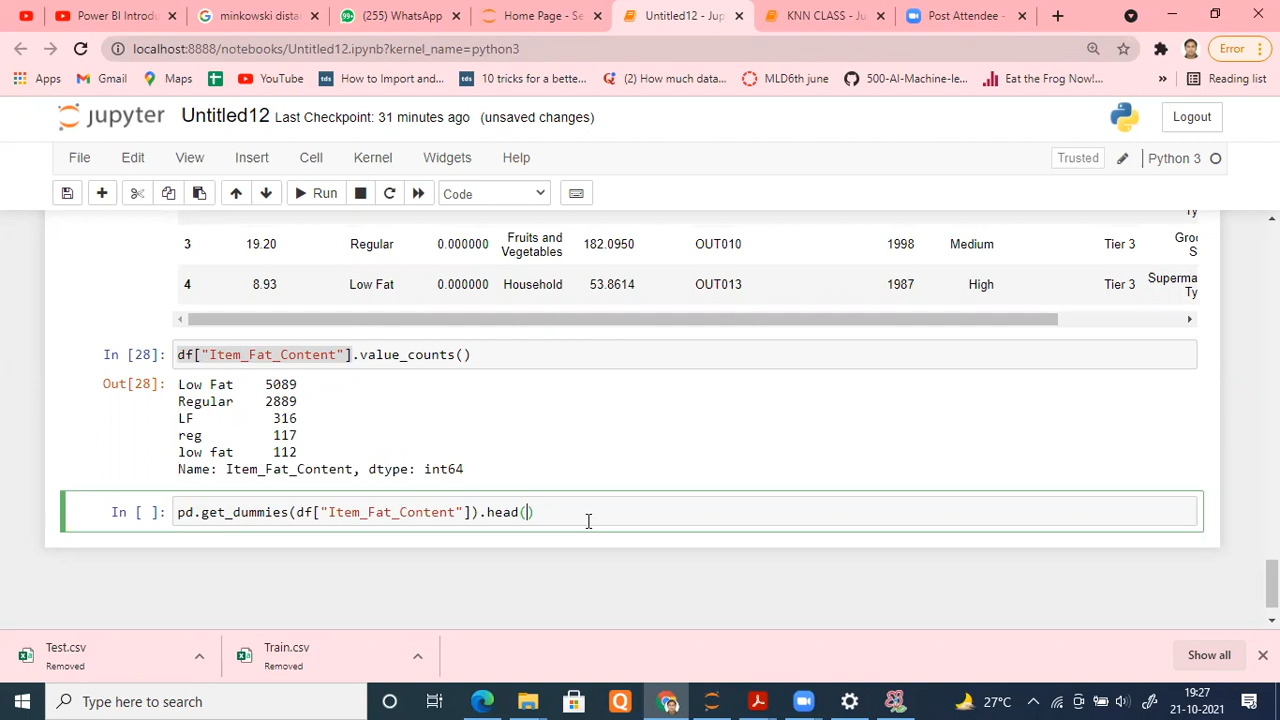 Power BI Introdu
minkowski distan
(255) WhatsApp
Home Page - Se
Untitled12 - Jup
KNN CLASS - Ju
Post Attendee -
localhost:8888/notebooks/Untitled12.ipynb?kernel_name=python3
Error
Apps
Gmail
Maps
YouTube
How to Import and...
10 tricks for a bette...
(2) How much data...
MLD6th june
500-AI-Machine-le...
Eat the Frog Now!...
»
Reading list
jupyter Untitled12 Last Checkpoint: 31 minutes ago (unsaved changes)
Logout
File Edit View Insert Cell Kernel Widgets Help
Trusted
Python 3
Run
Code
3 19.20 Regular 0.000000 Fruits and Vegetables 182.0950 OUT010 1998 Medium Tier 3
4 8.93 Low Fat 0.000000 Household 53.8614 OUT013 1987 High Tier 3 Superma
In [28]: df["Item_Fat_Content"].value_counts()
Out[28]: Low Fat 5089
Regular 2889
LF 316
reg 117
low fat 112
Name: Item_Fat_Content, dtype: int64
In [ ]: pd.get_dummies(df["Item_Fat_Content"]).head()
Test.csv
Removed
Train.csv
Removed
Show all
Type here to search
27°C
19:27
21-10-2021